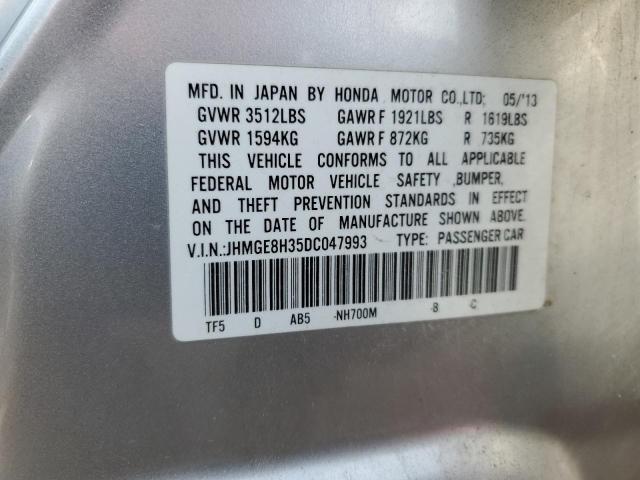 MFD. IN JAPAN BY HONDA MOTOR CO.,LTD; 05/'13
GVWR 3512LBS GAWR F 1921LBS R 1619LBS
GVWR 1594KG GAWR F 872KG R 735KG
THIS VEHICLE CONFORMS TO ALL APPLICABLE
FEDERAL MOTOR VEHICLE SAFETY ,BUMPER,
AND THEFT PREVENTION STANDARDS IN EFFECT
ON THE DATE OF MANUFACTURE SHOWN ABOVE.
V.I.N.:JHMGE8H35DC047993 TYPE: PASSENGER CAR
TF5 D AB5 -NH700M -8 C